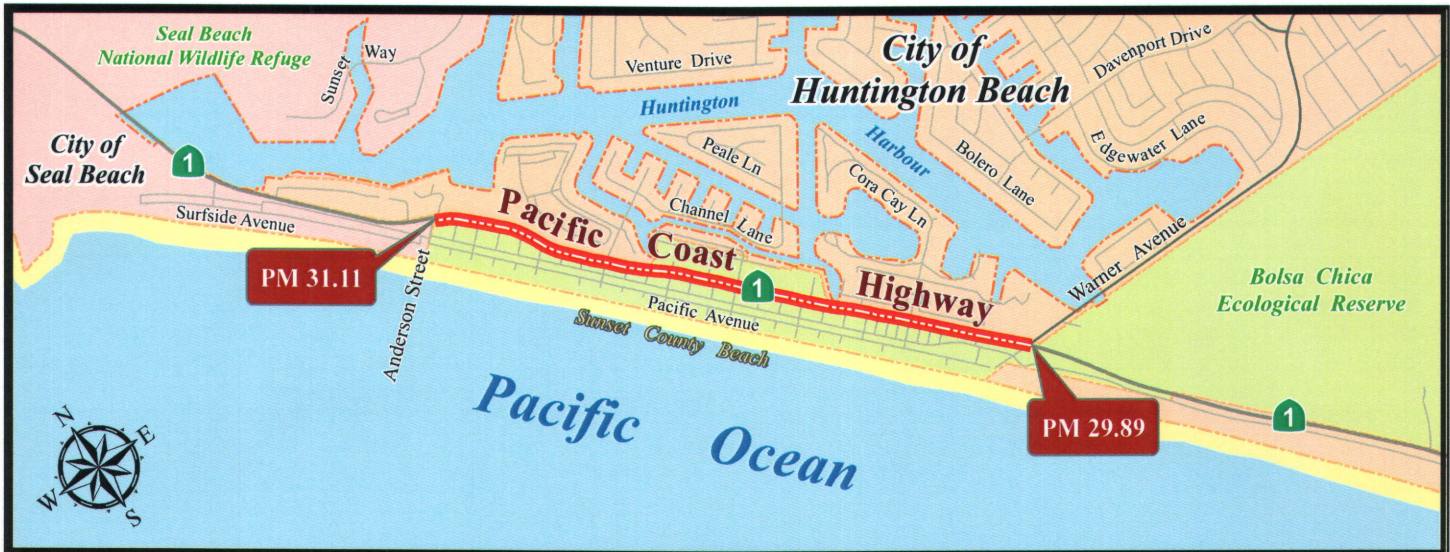 Seal Beach
National Wildlife Refuge
Sunset Way
Venture Drive
City of
Huntington Beach
Davenport Drive
Huntington
Harbour
Edgewater Lane
Peale Ln
Bolero Lane
City of
Seal Beach
1
Cora Cay Ln
Channel Lane
Surfside Avenue
Pacific Coast Highway
Warner Avenue
PM 31.11
1
Bolsa Chica
Ecological Reserve
Anderson Street
Pacific Avenue
Sunset County Beach
Pacific Ocean
PM 29.89
1
N
E
W
S